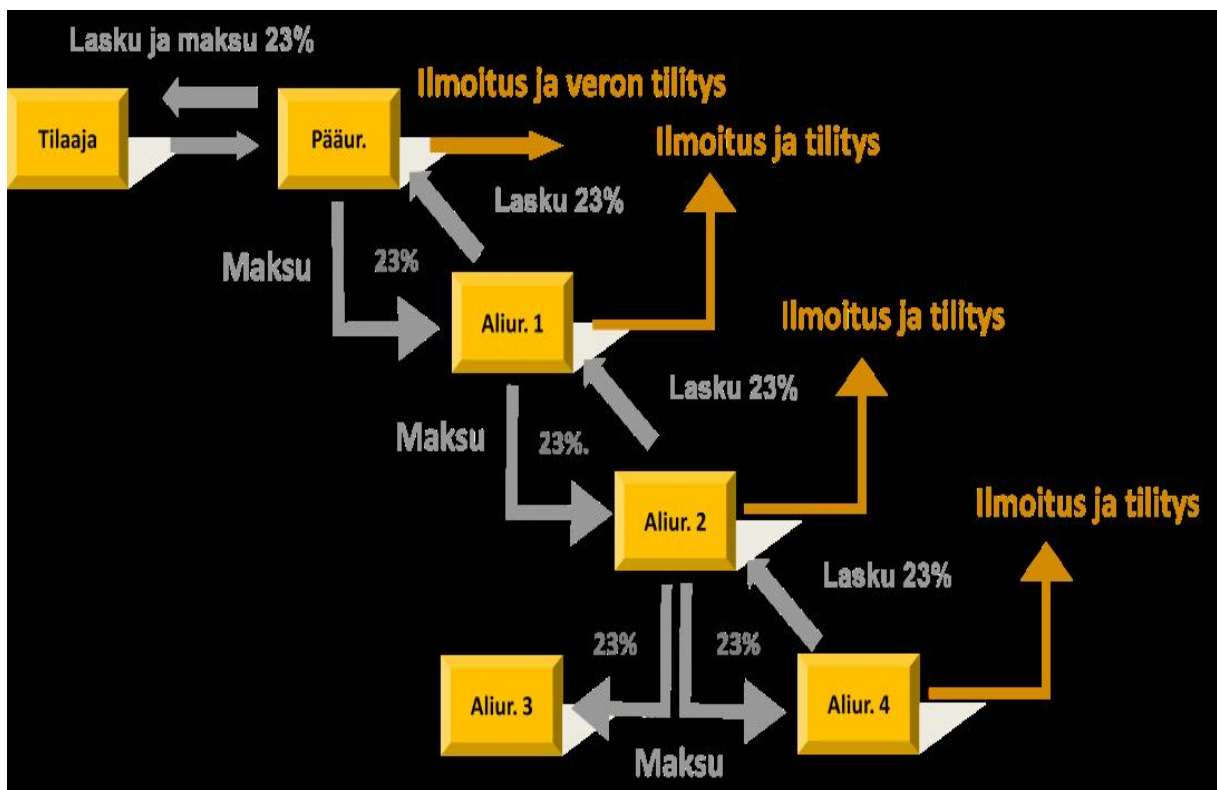 Lasku ja maksu 23%
Ilmoitus ja veron tilitys
Tilaaja
Pääur.
Ilmoitus ja tilitys
Lasku 23%
Maksu
23%
Aliur. 1
Ilmoitus ja tilitys
Lasku 23%
Maksu
23%.
Aliur. 2
Ilmoitus ja tilitys
Lasku 23%
23%
23%
Aliur. 3
Aliur. 4
Maksu